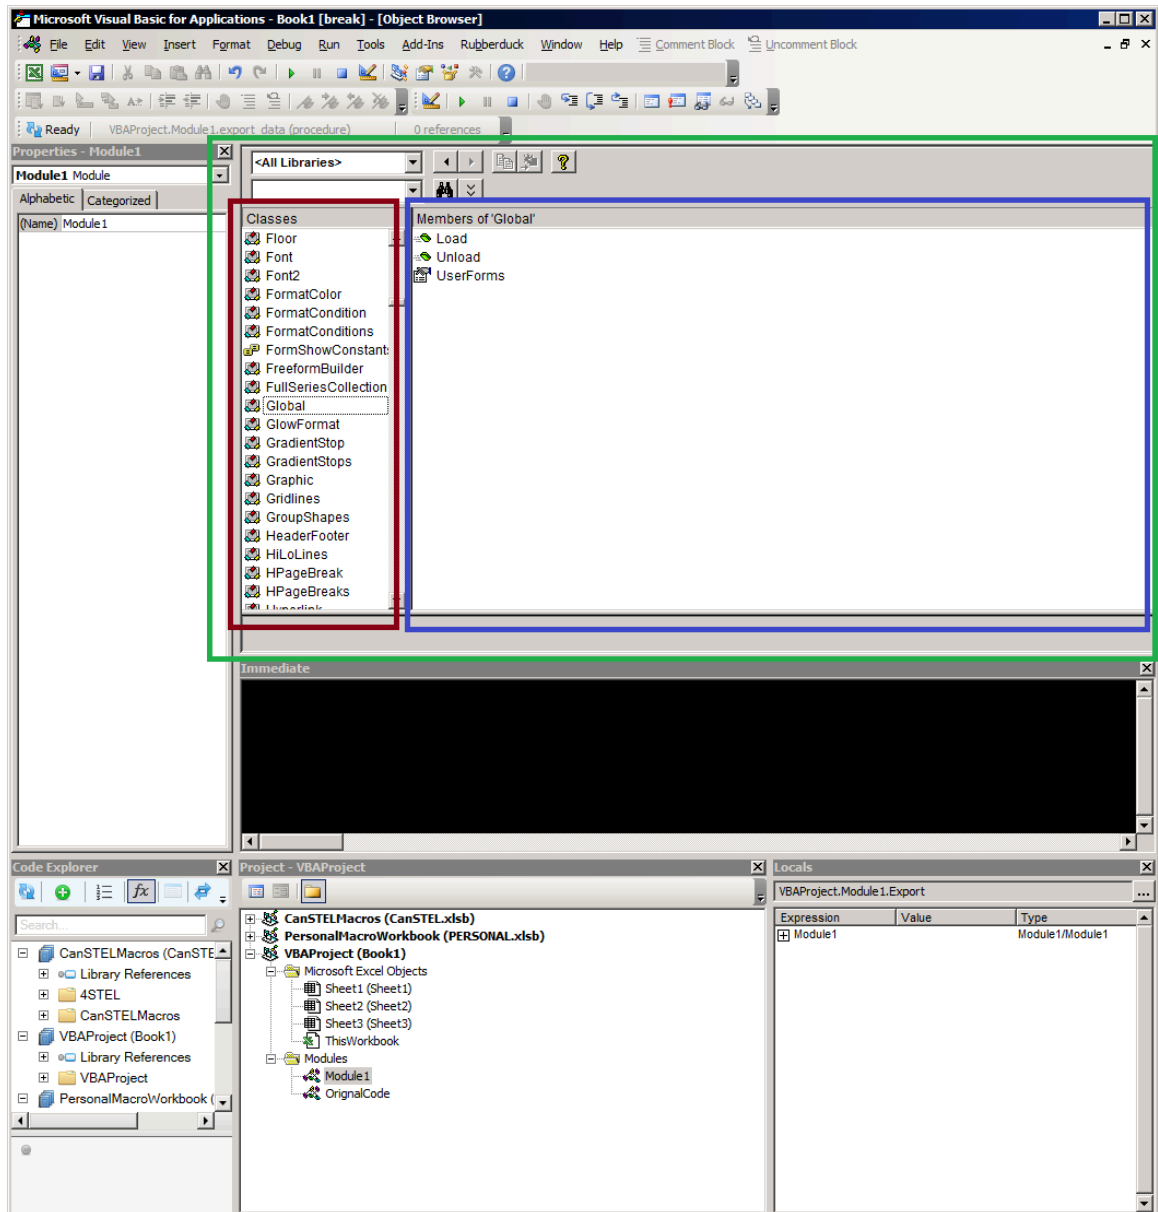 Microsoft Visual Basic for Applications - Book1 [break] - [Object Browser]
File Edit View Insert Format Debug Run Tools Add-Ins Rubberduck Window Help Comment Block Uncomment Block
Ready VBAProject.Module1.export_data (procedure) 0 references
Properties - Module1
Module1 Module
Alphabetic Categorized
(Name) Module1
<All Libraries>
Classes
Floor
Font
Font2
FormatColor
FormatCondition
FormatConditions
FormShowConstants
FreeformBuilder
FullSeriesCollection
Global
GlowFormat
GradientStop
GradientStops
Graphic
Gridlines
GroupShapes
HeaderFooter
HiLoLines
HPageBreak
HPageBreaks
Hyperlink
Members of 'Global'
Load
Unload
UserForms
Immediate
Code Explorer
Search...
CanSTELMacros (CanSTE
Library References
4STEL
CanSTELMacros
VBAProject (Book1)
Library References
VBAProject
PersonalMacroWorkbook (
Project - VBAProject
CanSTELMacros (CanSTEL.xlsb)
PersonalMacroWorkbook (PERSONAL.xlsb)
VBAProject (Book1)
Microsoft Excel Objects
Sheet1 (Sheet1)
Sheet2 (Sheet2)
Sheet3 (Sheet3)
ThisWorkbook
Modules
Module1
OrignalCode
Locals
VBAProject.Module1.Export
...
Expression Value Type
Module1 Module1/Module1